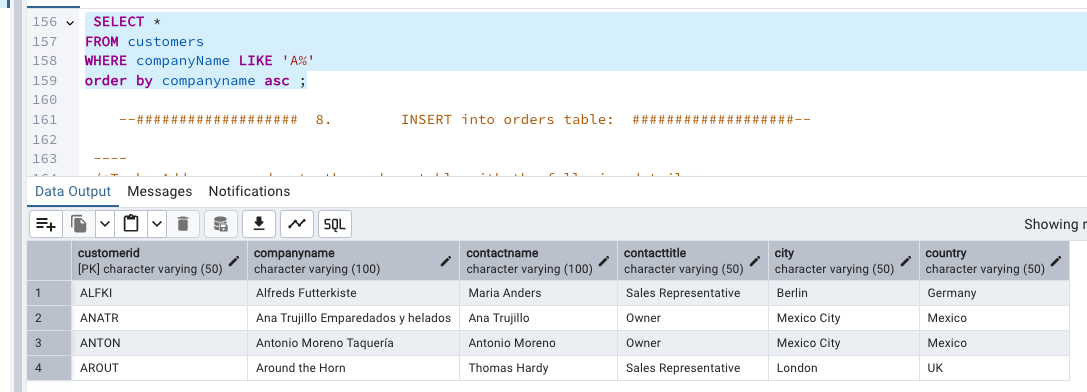 156 SELECT *
157 FROM customers
158 WHERE companyName LIKE 'A%'
159 order by companyname asc ;
160
161 --################### 8. INSERT into orders table: ###################--
162
163 ----
Data Output Messages Notifications
SQL
Showing r
customerid companyname contactname contacttitle city country
[PK] character varying (50) character varying (100) character varying (100) character varying (50) character varying (50) character varying (50)
1 ALFKI Alfreds Futterkiste Maria Anders Sales Representative Berlin Germany
2 ANATR Ana Trujillo Emparedados y helados Ana Trujillo Owner Mexico City Mexico
3 ANTON Antonio Moreno Taquería Antonio Moreno Owner Mexico City Mexico
4 AROUT Around the Horn Thomas Hardy Sales Representative London UK